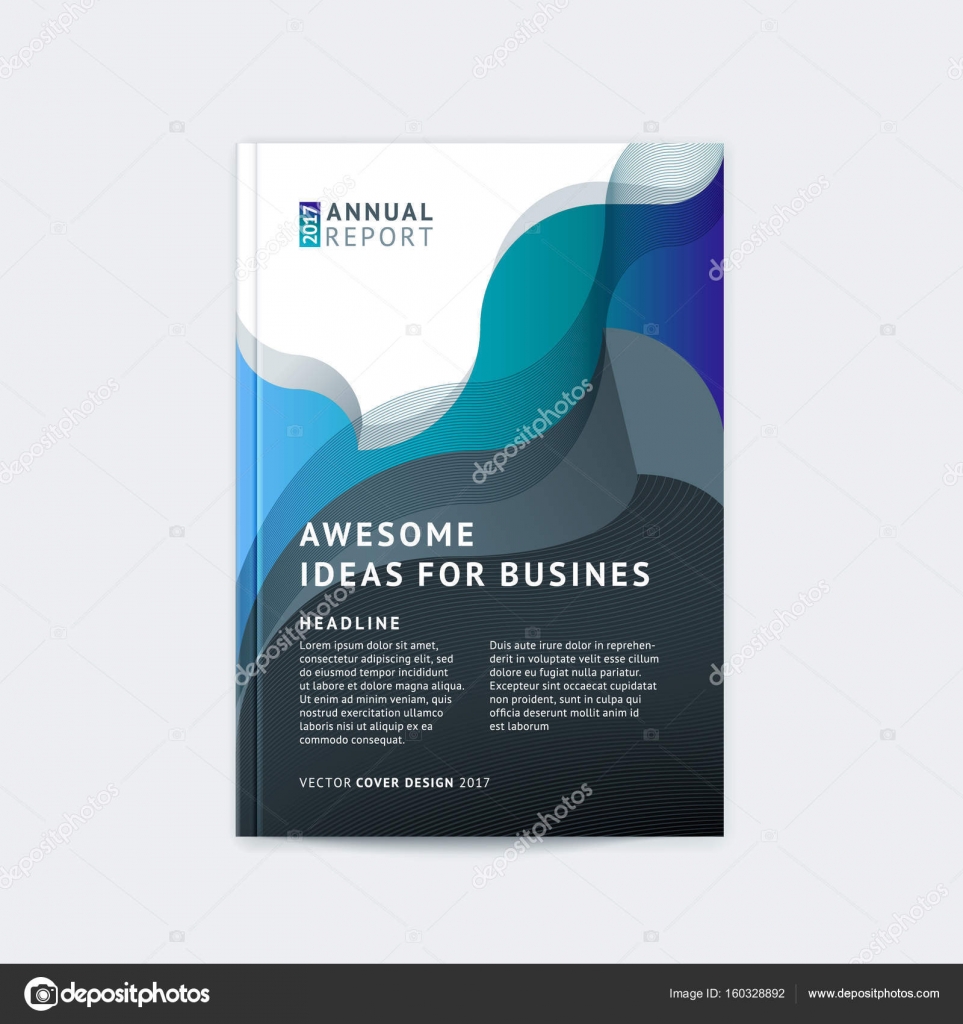 2017
ANNUAL
REPORT
AWESOME
IDEAS FOR BUSINES
HEADLINE
Lorem ipsum dolor sit amet,
consectetur adipiscing elit, sed
do eiusmod tempor incididunt
ut labore et dolore magna aliqua.
Ut enim ad minim veniam, quis
nostrud exercitation ullamco
laboris nisi ut aliquip ex ea
commodo consequat.
Duis aute irure dolor in reprehen-
derit in voluptate velit esse cillum
dolore eu fugiat nulla pariatur.
Excepteur sint occaecat cupidatat
non proident, sunt in culpa qui
officia deserunt mollit anim id
est laborum
VECTOR COVER DESIGN 2017
depositphotos
Image ID: 160328892
www.depositphotos.com